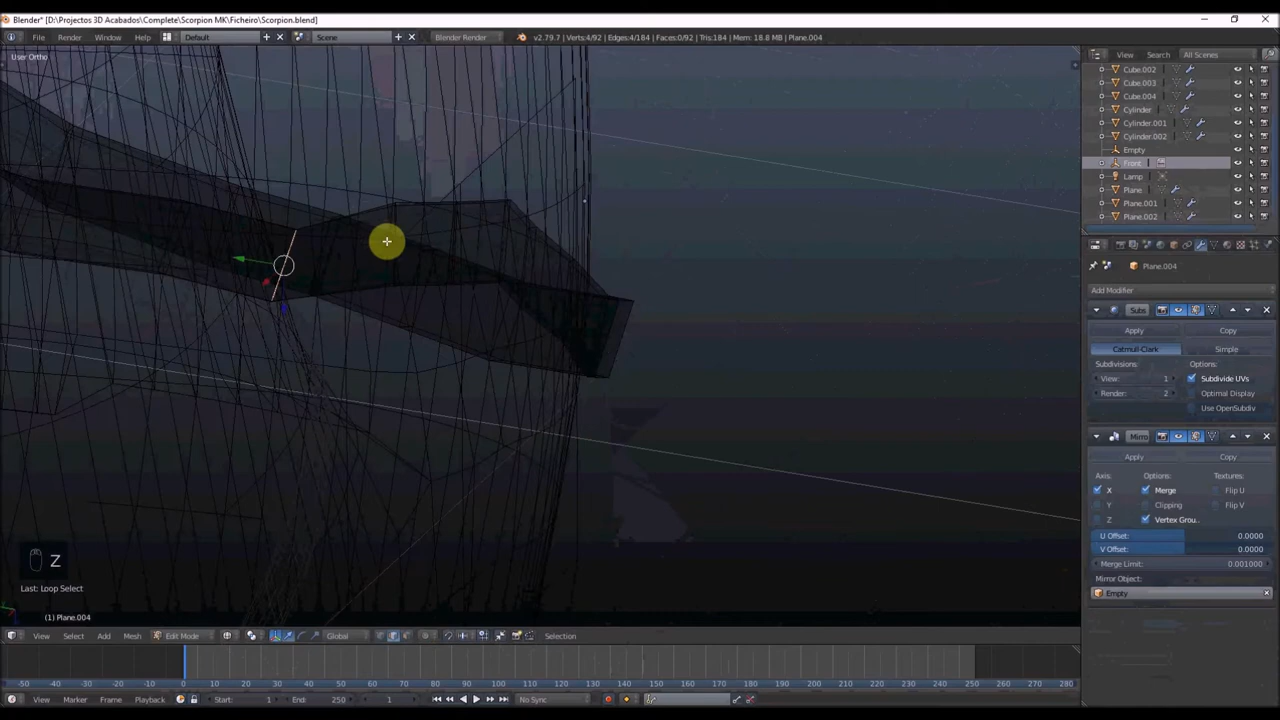 Blender* [D:\Projectos 3D Acabados\Complete\Scorpion MK\Ficheiro\Scorpion.blend]
File Render Window Help Default Scene Blender Render v2.79.7 | Verts:4/92 | Edges:4/184 | Faces:0/92 | Tris:184 | Mem: 18.8 MB | Plane.004
View Search All Scenes
User Ortho
Cube.002
Cube.003
Cube.004
Cylinder
Cylinder.001
Cylinder.002
Empty
Front
Lamp
Plane
Plane.001
Plane.002
Plane.004
Add Modifier
Subs
Apply Copy
Catmull-Clark Simple
Subdivisions: Options:
View: 1 Subdivide UVs
Render: 2 Optimal Display
Use OpenSubdiv
Mirro
Apply Copy
Axis: Options: Textures:
X Merge Flip U
Y Clipping Flip V
Z Vertex Grou..
U Offset: 0.0000
V Offset: 0.0000
Merge Limit: 0.001000
Mirror Object:
Empty
Z
Last: Loop Select
(1) Plane.004
View Select Add Mesh Edit Mode Global Selection
-50 -40 -30 -20 -10 0 10 20 30 40 50 60 70 80 90 100 110 120 130 140 150 160 170 180 190 200 210 220 230 240 250 260 270 280
View Marker Frame Playback Start: 1 End: 250 1 No Sync